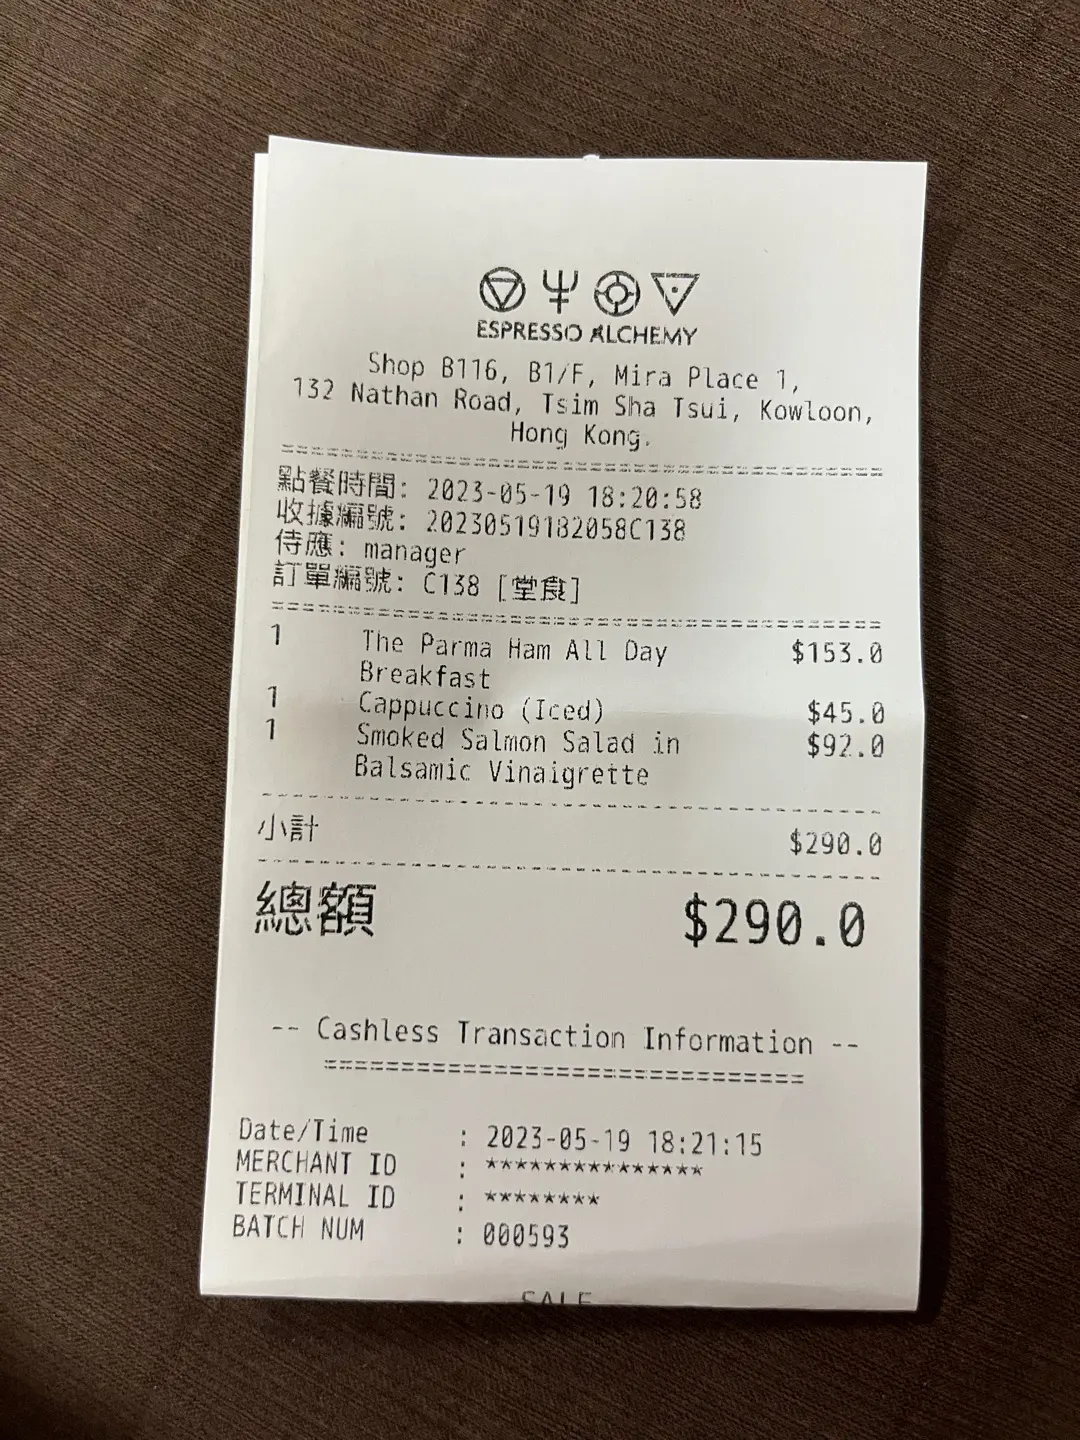 ESPRESSO ALCHEMY
Shop B116, B1/F, Mira Place 1,
132 Nathan Road, Tsim Sha Tsui, Kowloon,
Hong Kong.
點餐時間: 2023-05-19 18:20:58
收據編號: 20230519182058C138
侍應: manager
訂單編號: C138 [堂食]
1 The Parma Ham All Day $153.0
Breakfast
1 Cappuccino (Iced) $45.0
1 Smoked Salmon Salad in $92.0
Balsamic Vinaigrette
小計 $290.0
總額 $290.0
-- Cashless Transaction Information --
==============================
Date/Time : 2023-05-19 18:21:15
MERCHANT ID : ***************
TERMINAL ID : ********
BATCH NUM : 000593
SALE